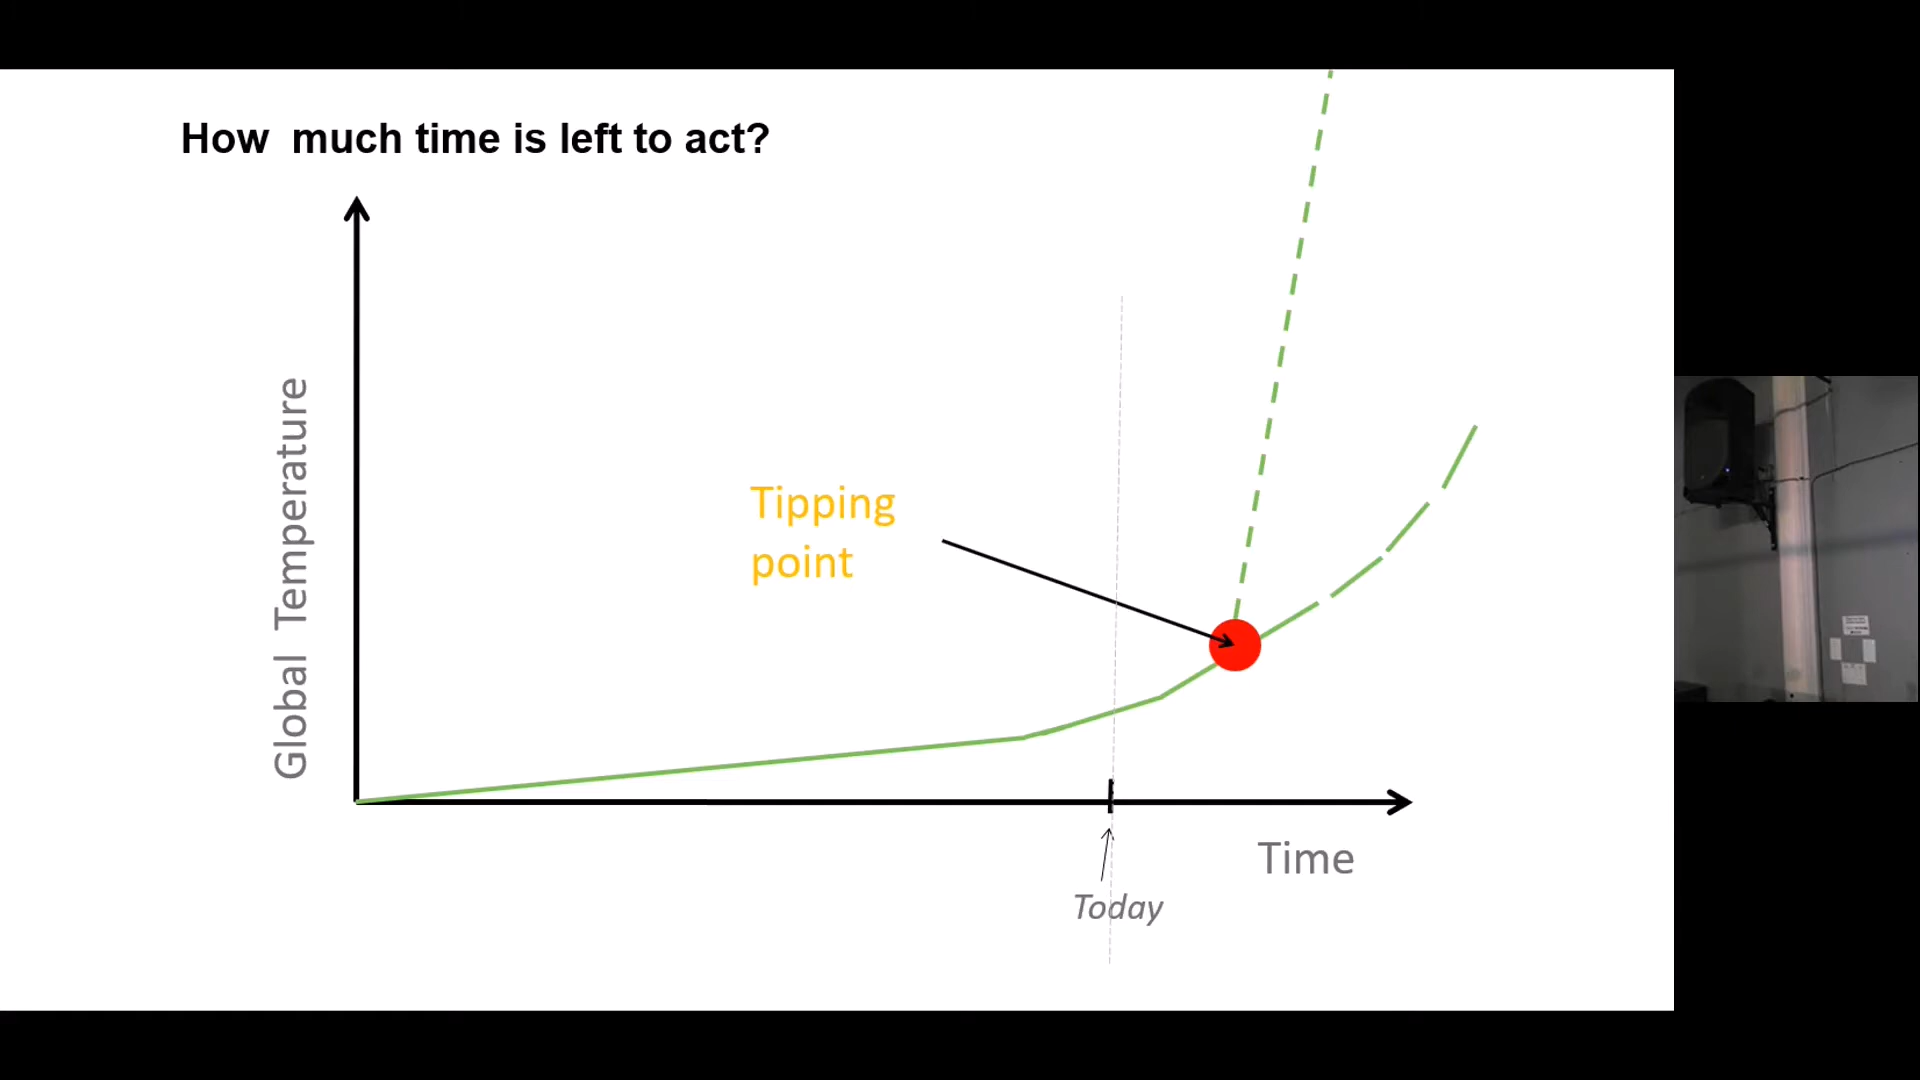 How  much time is left to act?
Global Temperature
Tipping
point
Time
Today